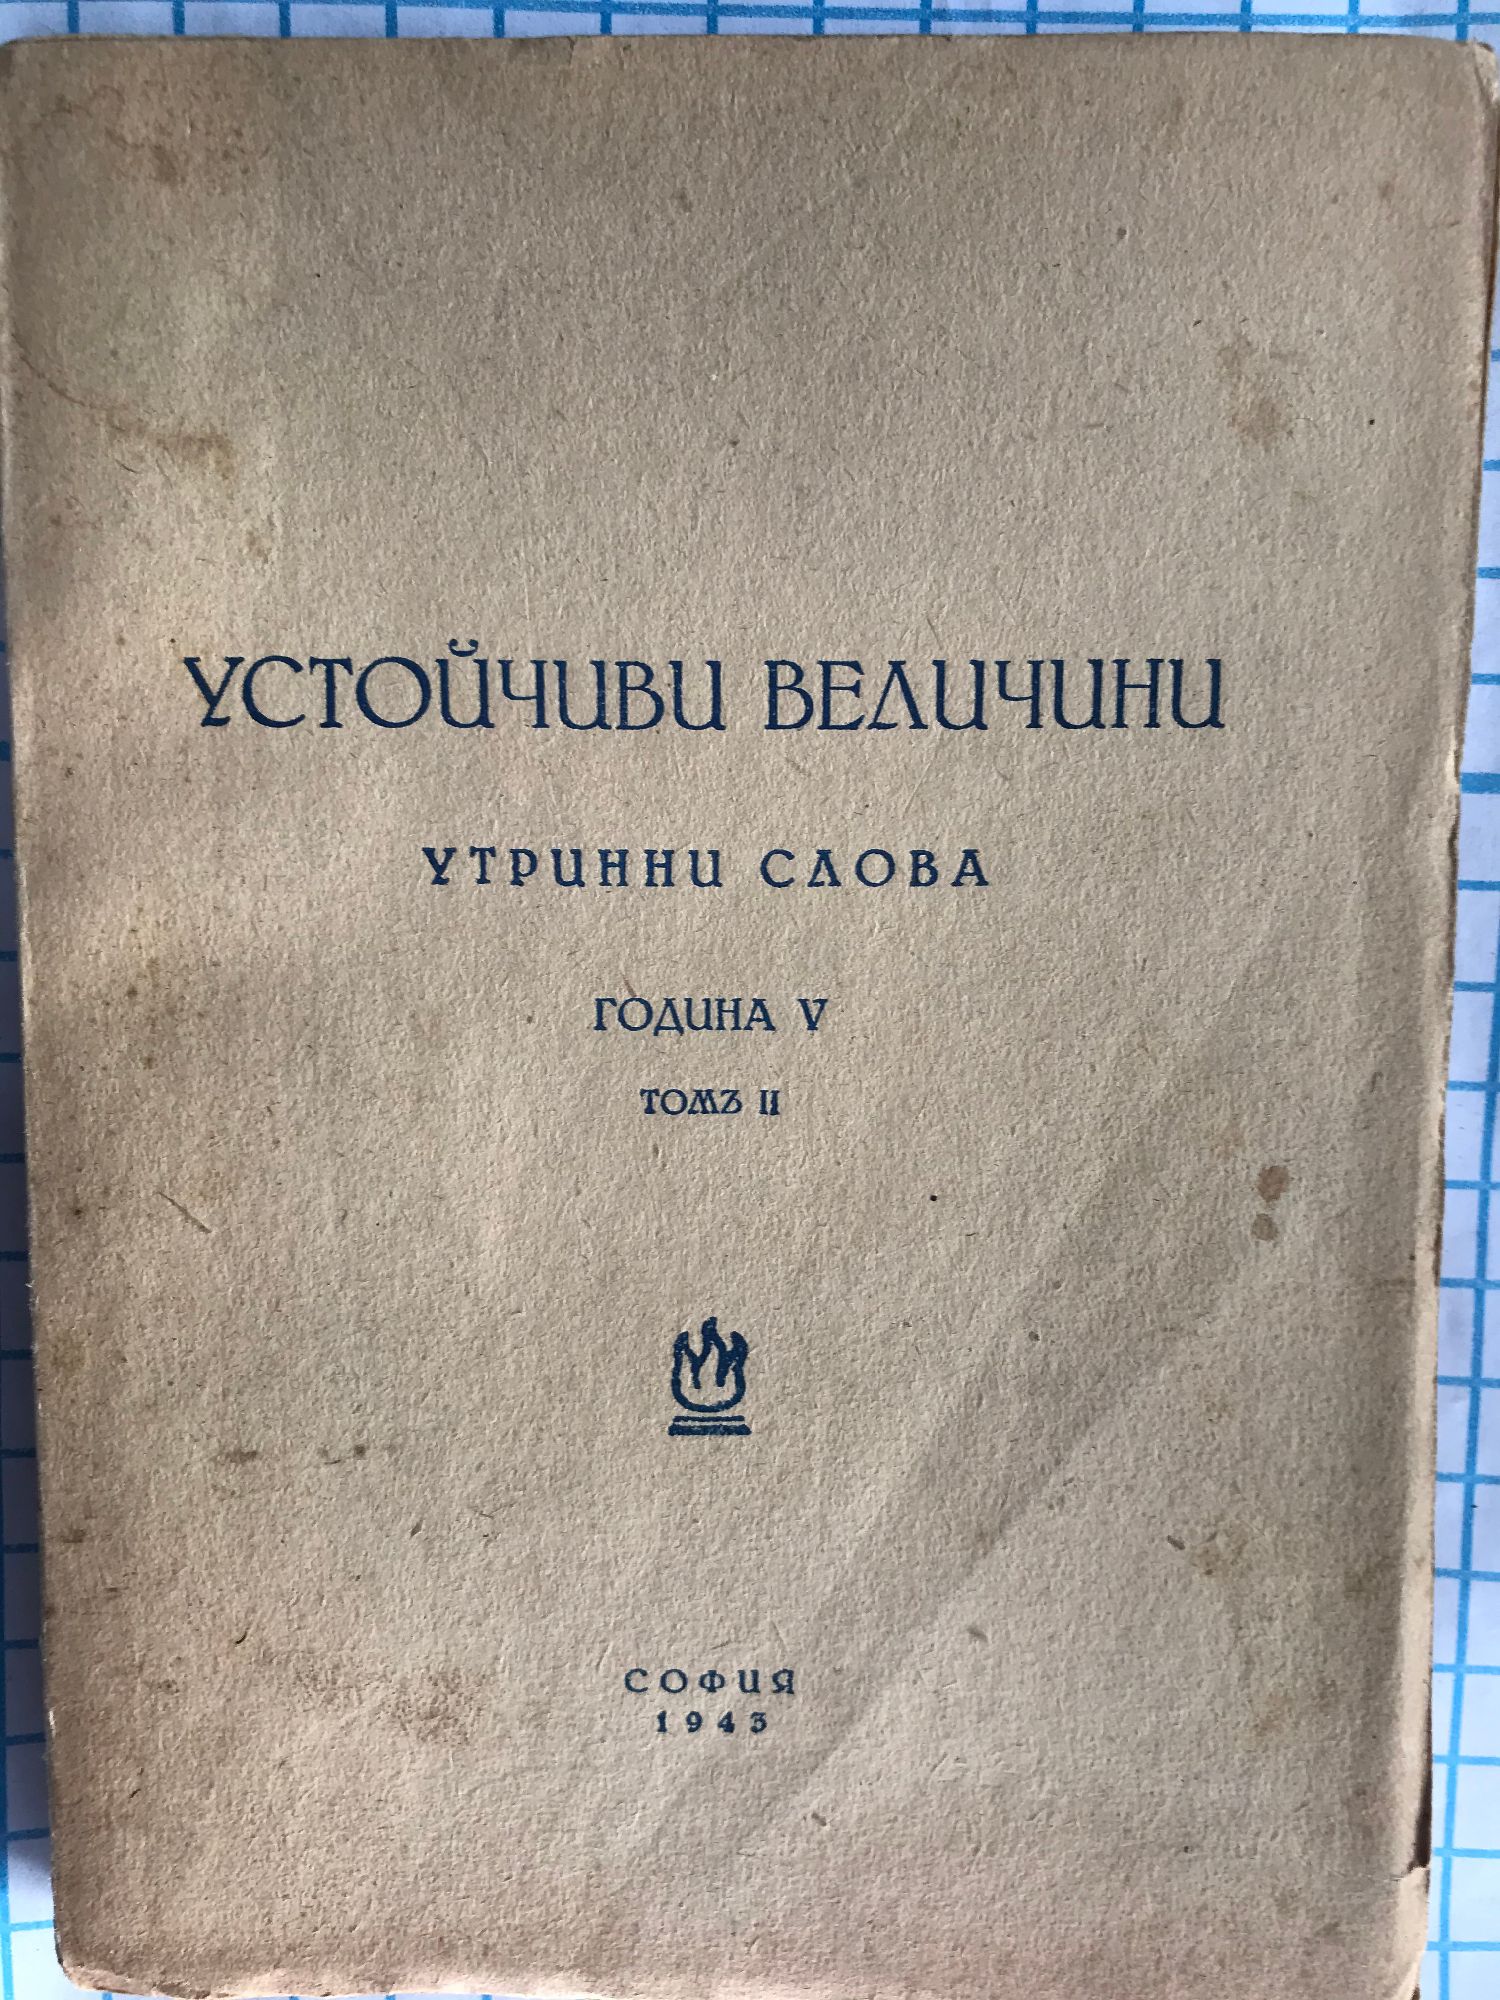 УСТОЙЧИВИ ВЕЛИЧИНИ
УТРИННИ СЛОВА
ГОДИНА V
ТОМЪ II
СОФИЯ
1943